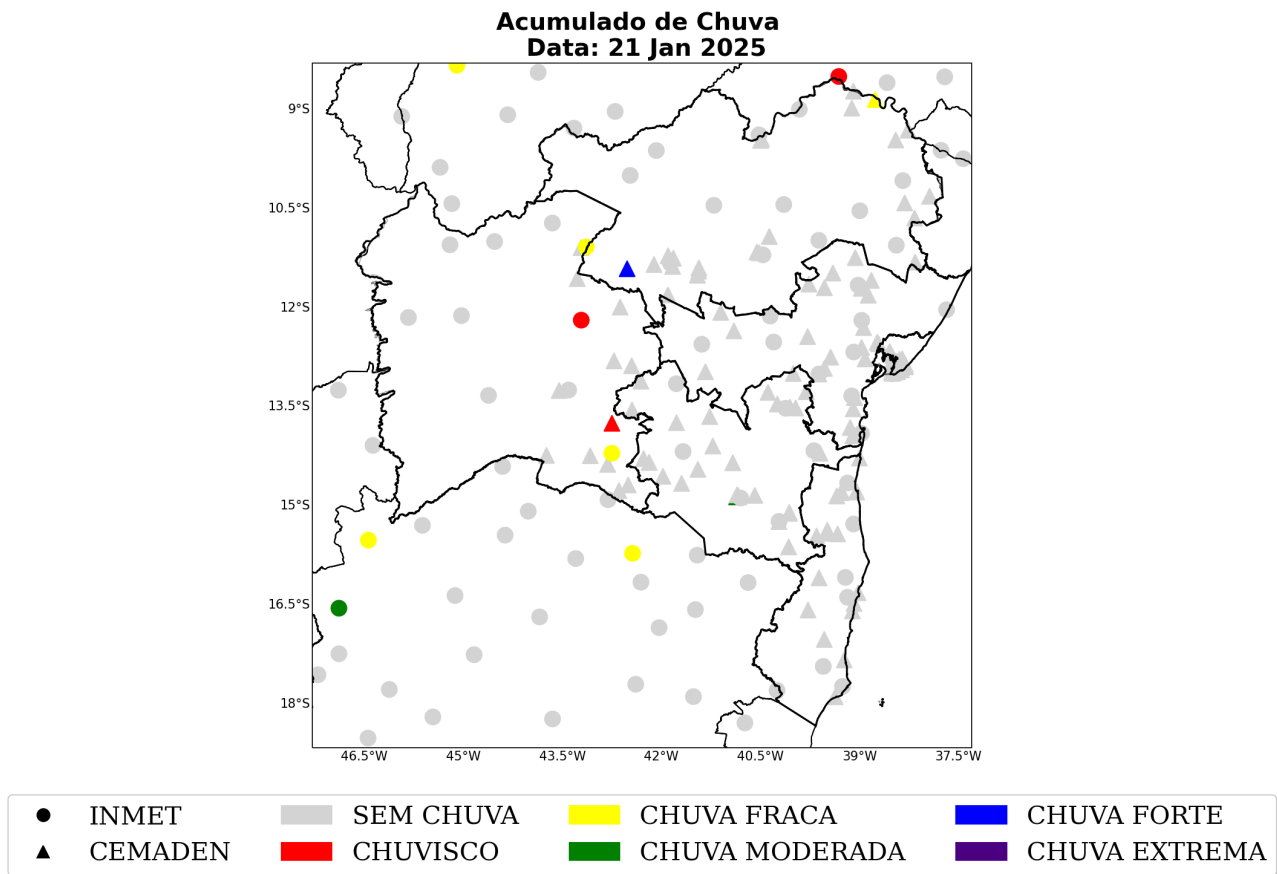 Acumulado de Chuva
Data: 21 Jan 2025
9°S
10.5°S
12°S
13.5°S
15°S
16.5°S
18°S
46.5°W 45°W 43.5°W 42°W 40.5°W 39°W 37.5°W
INMET SEM CHUVA CHUVA FRACA CHUVA FORTE
CEMADEN CHUVISCO CHUVA MODERADA CHUVA EXTREMA